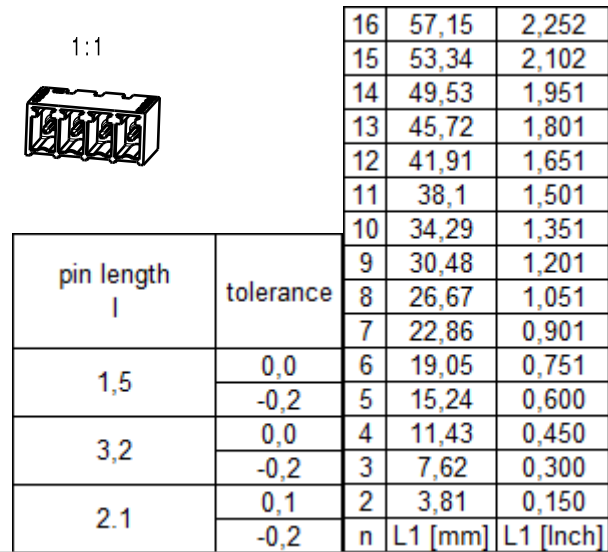 1:1
16 57,15 2,252
15 53,34 2,102
14 49,53 1,951
13 45,72 1,801
12 41,91 1,651
11 38,1 1,501
10 34,29 1,351
9 30,48 1,201
8 26,67 1,051
7 22,86 0,901
6 19,05 0,751
5 15,24 0,600
4 11,43 0,450
3 7,62 0,300
2 3,81 0,150
n L1 [mm] L1 [Inch]
pin length
l
tolerance
1,5
0,0
-0,2
3,2
0,0
-0,2
2.1
0,1
-0,2